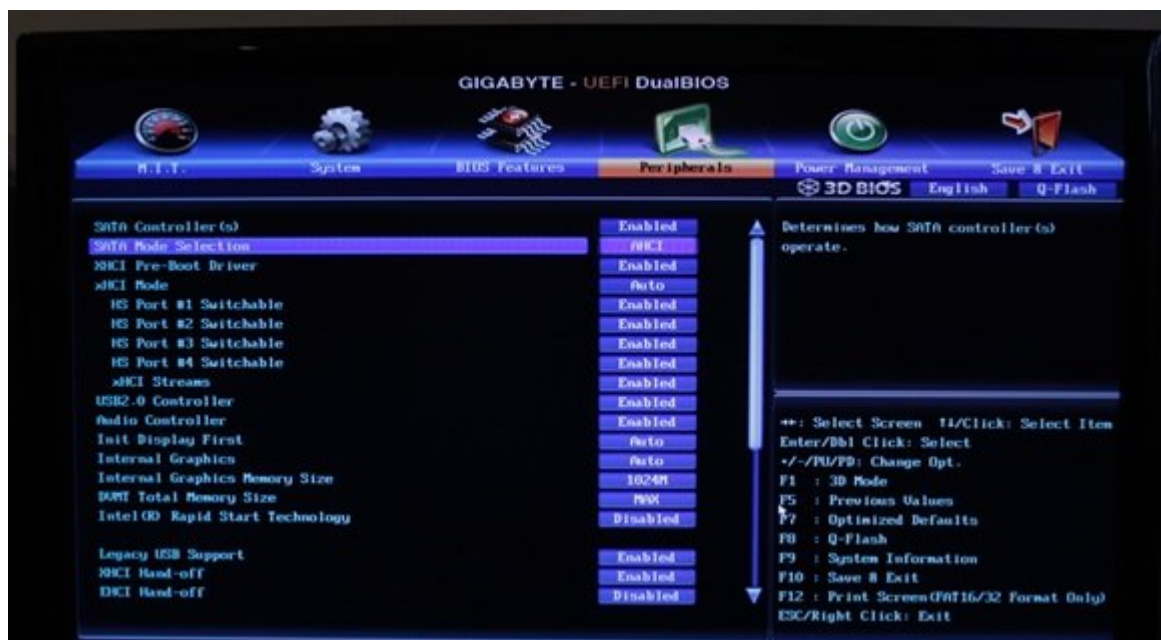 GIGABYTE - UEFI DualBIOS
M.I.T. System BIOS Features Peripherals Power Management Save & Exit
3D BIOS English Q-Flash
SATA Controller(s) Enabled
SATA Mode Selection AHCI
XHCI Pre-Boot Driver Enabled
xHCI Mode Auto
HS Port #1 Switchable Enabled
HS Port #2 Switchable Enabled
HS Port #3 Switchable Enabled
HS Port #4 Switchable Enabled
xHCI Streams Enabled
USB2.0 Controller Enabled
Audio Controller Enabled
Init Display First Auto
Internal Graphics Auto
Internal Graphics Memory Size 1024M
DVMT Total Memory Size MAX
Intel(R) Rapid Start Technology Disabled
Legacy USB Support Enabled
XHCI Hand-off Enabled
EHCI Hand-off Disabled
Determines how SATA controller(s)
operate.
↔: Select Screen ↑↓/Click: Select Item
Enter/Dbl Click: Select
+/-/PU/PD: Change Opt.
F1 : 3D Mode
F5 : Previous Values
F7 : Optimized Defaults
F8 : Q-Flash
F9 : System Information
F10 : Save & Exit
F12 : Print Screen(FAT16/32 Format Only)
ESC/Right Click: Exit